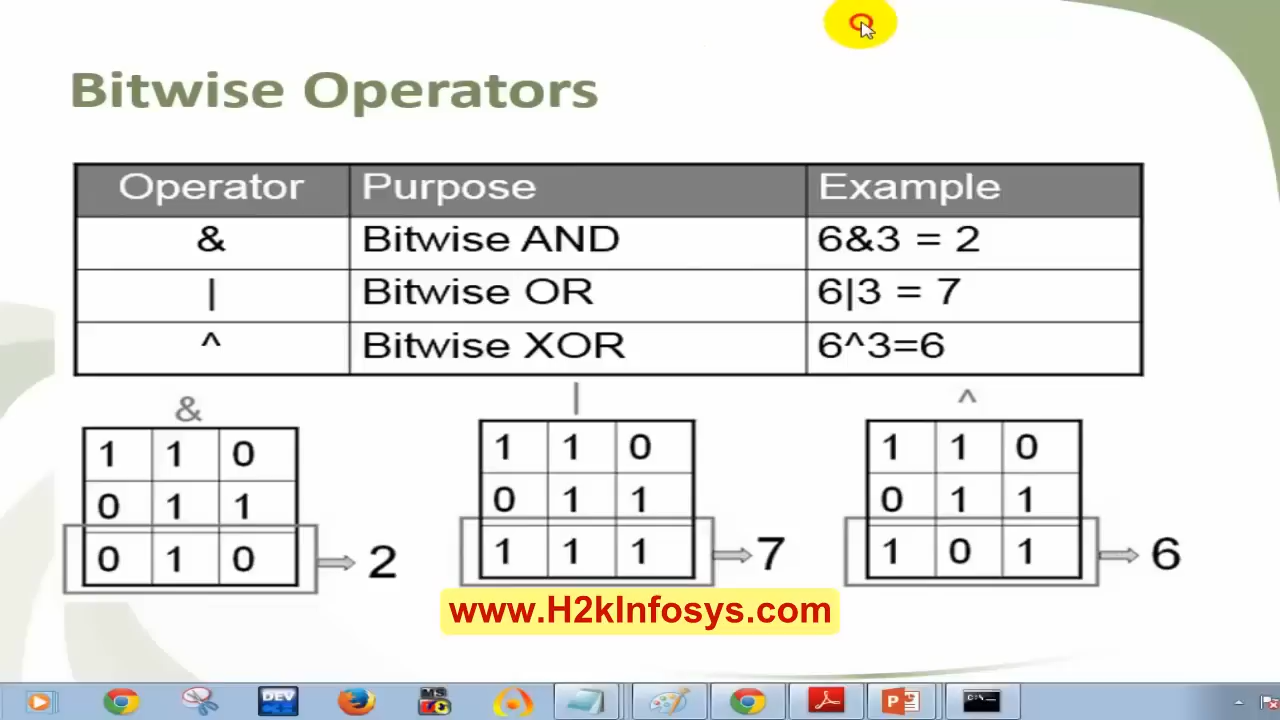 Bitwise Operators
Operator Purpose Example
& Bitwise AND 6&3 = 2
| Bitwise OR 6|3 = 7
^ Bitwise XOR 6^3=6
& | ^
1 1 0 1 1 0 1 1 0
0 1 1 0 1 1 0 1 1
0 1 0 2 1 1 1 7 1 0 1 6
www.H2kInfosys.com
DEV MS C:\